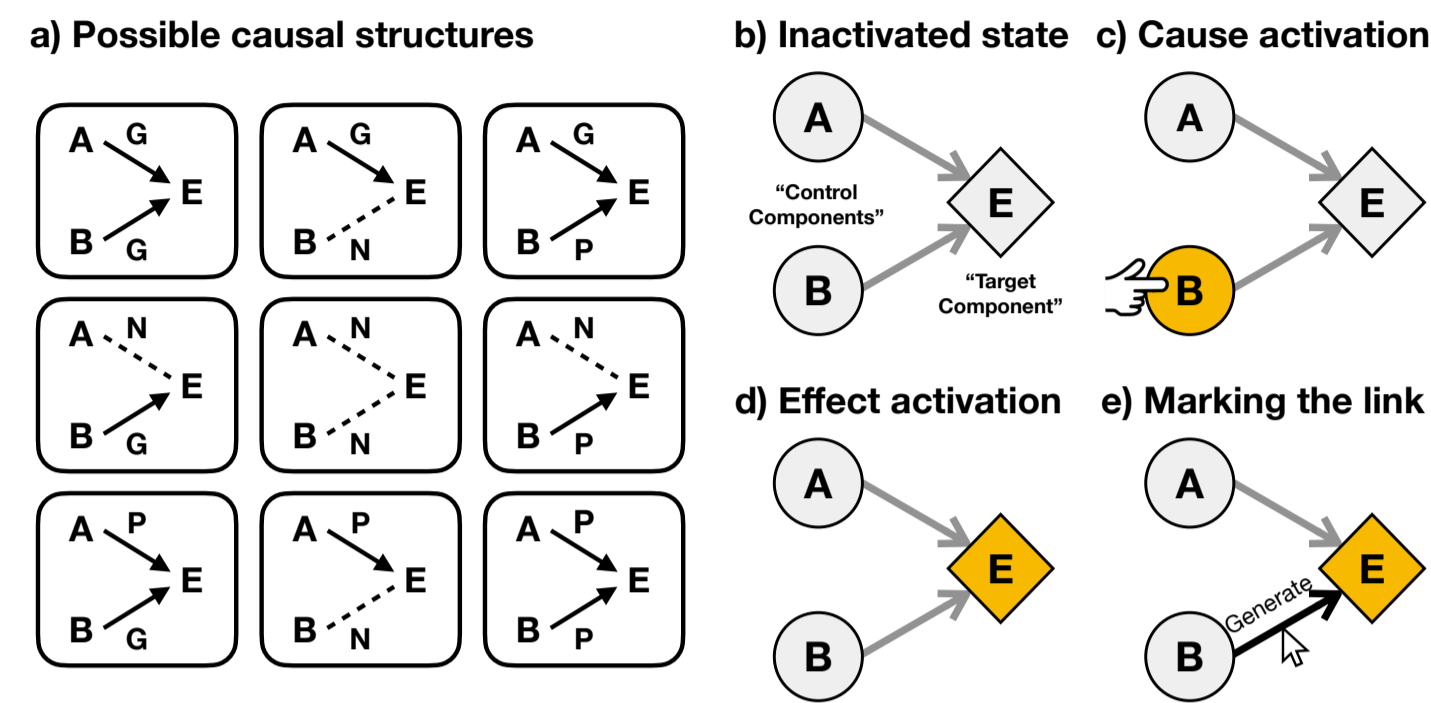 a) Possible causal structures
A G
E
B G
A G
E
B N
A G
E
B P
A N
E
B G
A N
E
B N
A N
E
B P
A P
E
B G
A P
E
B N
A P
E
B P
b) Inactivated state
A
“Control
Components”
E
B
“Target
Component”
c) Cause activation
A
E
B
d) Effect activation
A
E
B
e) Marking the link
A
E
Generate
B